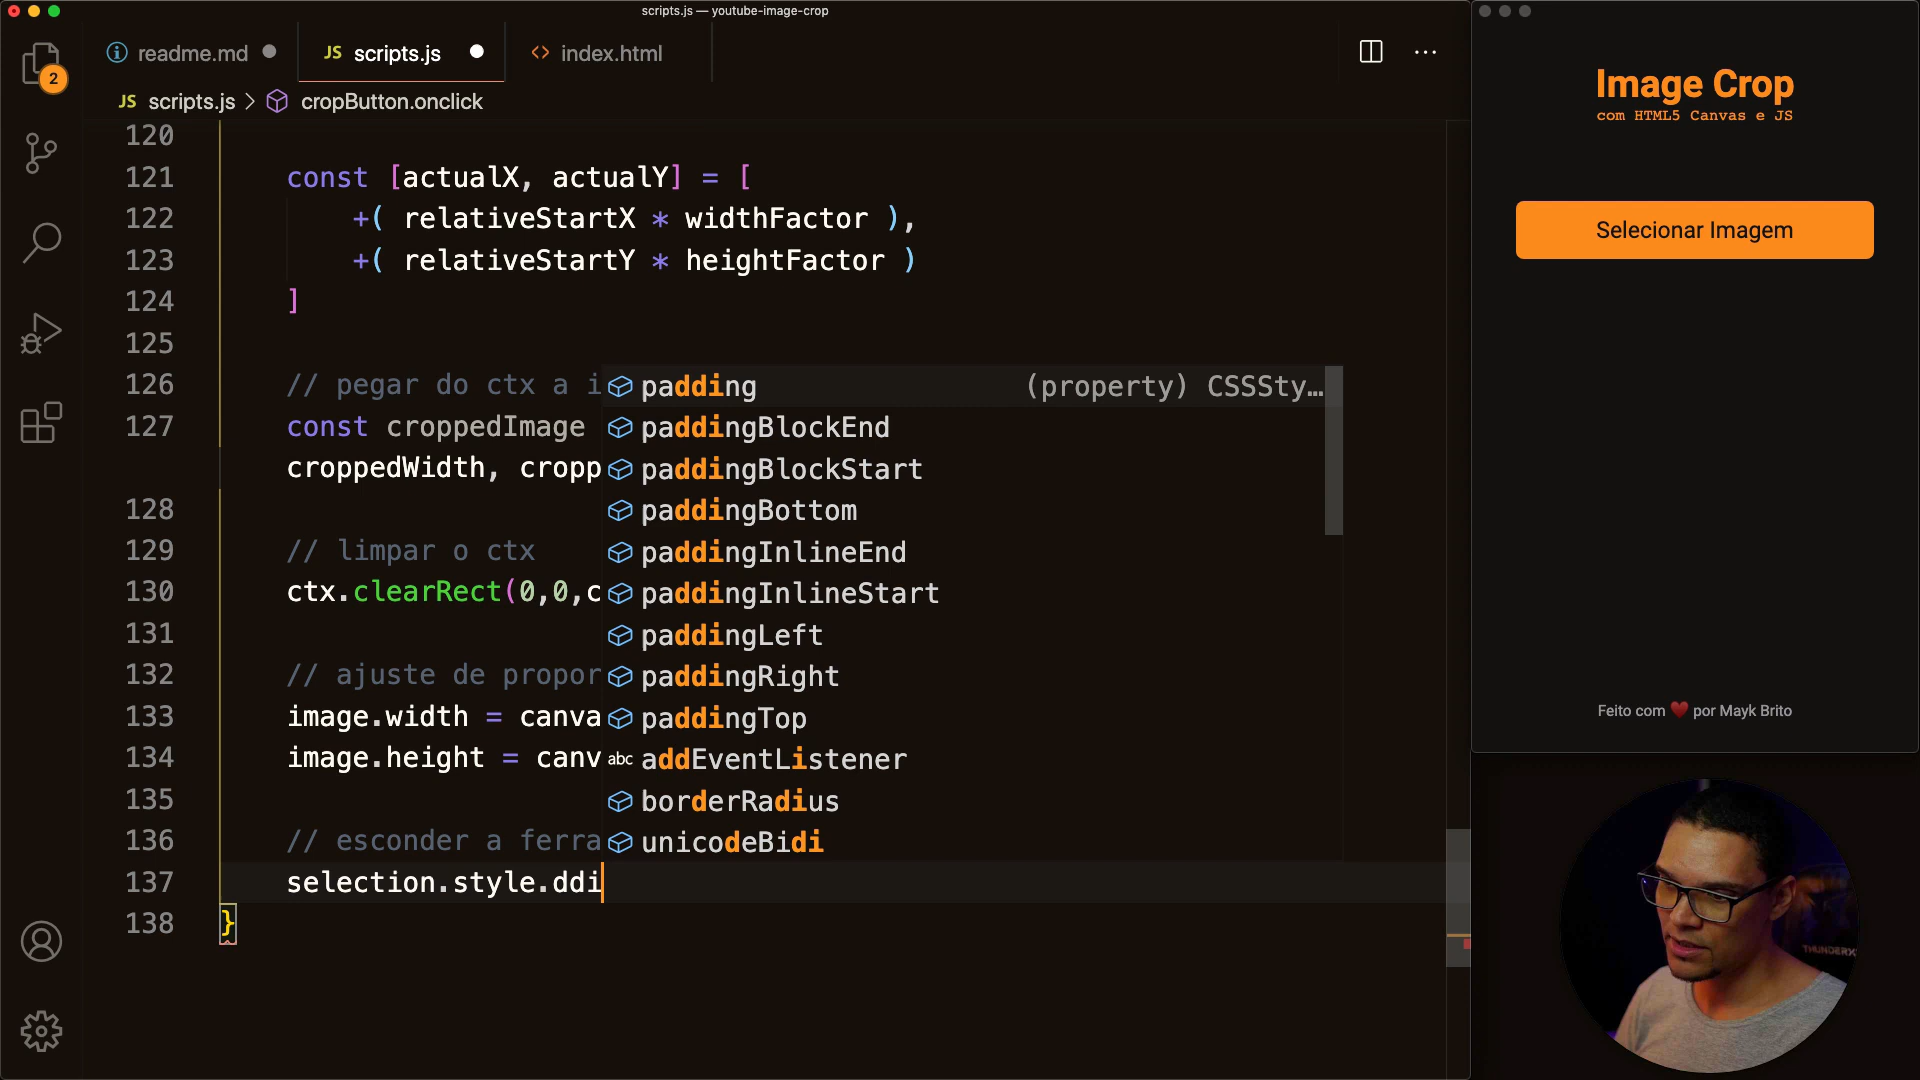 scripts.js — youtube-image-crop
2
readme.md
JS scripts.js
index.html
JS scripts.js > cropButton.onclick
120
121 const [actualX, actualY] = [
122 +( relativeStartX * widthFactor ),
123 +( relativeStartY * heightFactor )
124 ]
125
126 // pegar do ctx a i
127 const croppedImage
croppedWidth, cropp
128
129 // limpar o ctx
130 ctx.clearRect(0,0,c
131
132 // ajuste de propor
133 image.width = canva
134 image.height = canv
135
136 // esconder a ferra
137 selection.style.ddi
138 }
padding (property) CSSSty…
paddingBlockEnd
paddingBlockStart
paddingBottom
paddingInlineEnd
paddingInlineStart
paddingLeft
paddingRight
paddingTop
abc addEventListener
borderRadius
unicodeBidi
Image Crop
com HTML5 Canvas e JS
Selecionar Imagem
Feito com ❤️ por Mayk Brito